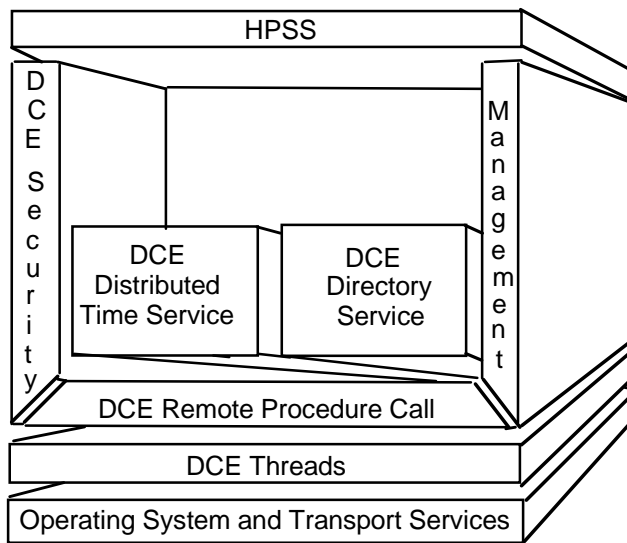 HPSS
DCE Security
Management
DCE
Distributed
Time Service
DCE
Directory
Service
DCE Remote Procedure Call
DCE Threads
Operating System and Transport Services